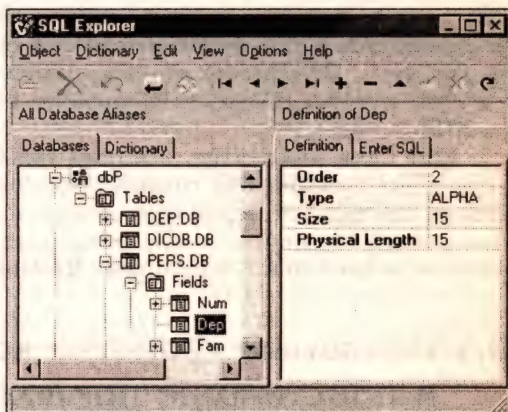 SQL Explorer
Object Dictionary Edit View Options Help
All Database Aliases
Definition of Dep
Databases Dictionary
Definition Enter SQL
dbP
Tables
DEP.DB
DICDB.DB
PERS.DB
Fields
Num
Dep
Fam
Order 2
Type ALPHA
Size 15
Physical Length 15